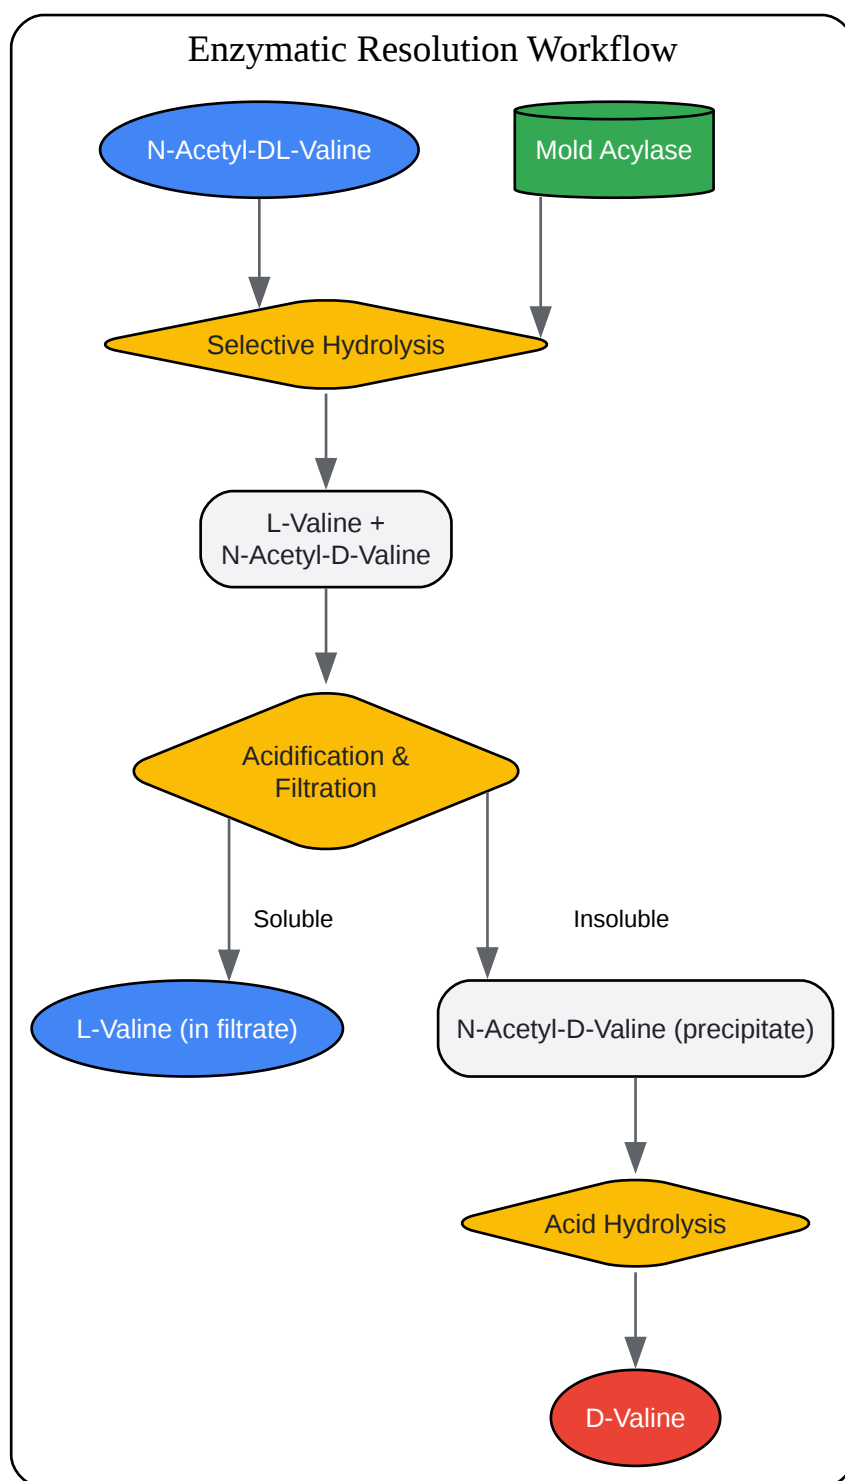 Enzymatic Resolution Workflow
N-Acetyl-DL-Valine
Mold Acylase
Selective Hydrolysis
L-Valine +
N-Acetyl-D-Valine
Acidification &
Filtration
Soluble
Insoluble
L-Valine (in filtrate)
N-Acetyl-D-Valine (precipitate)
Acid Hydrolysis
D-Valine